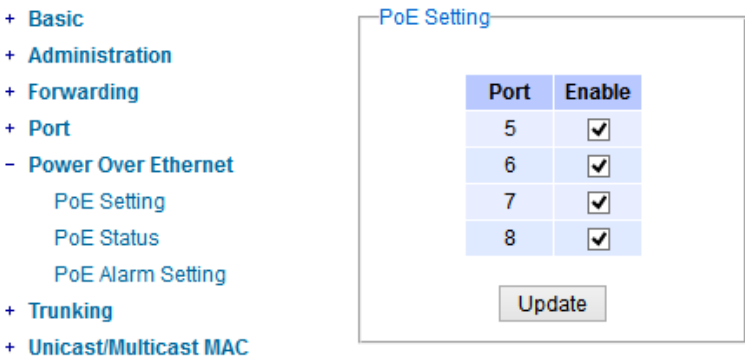 + Basic
+ Administration
+ Forwarding
+ Port
- Power Over Ethernet
PoE Setting
PoE Status
PoE Alarm Setting
+ Trunking
+ Unicast/Multicast MAC
PoE Setting
Port Enable
5
6
7
8
Update